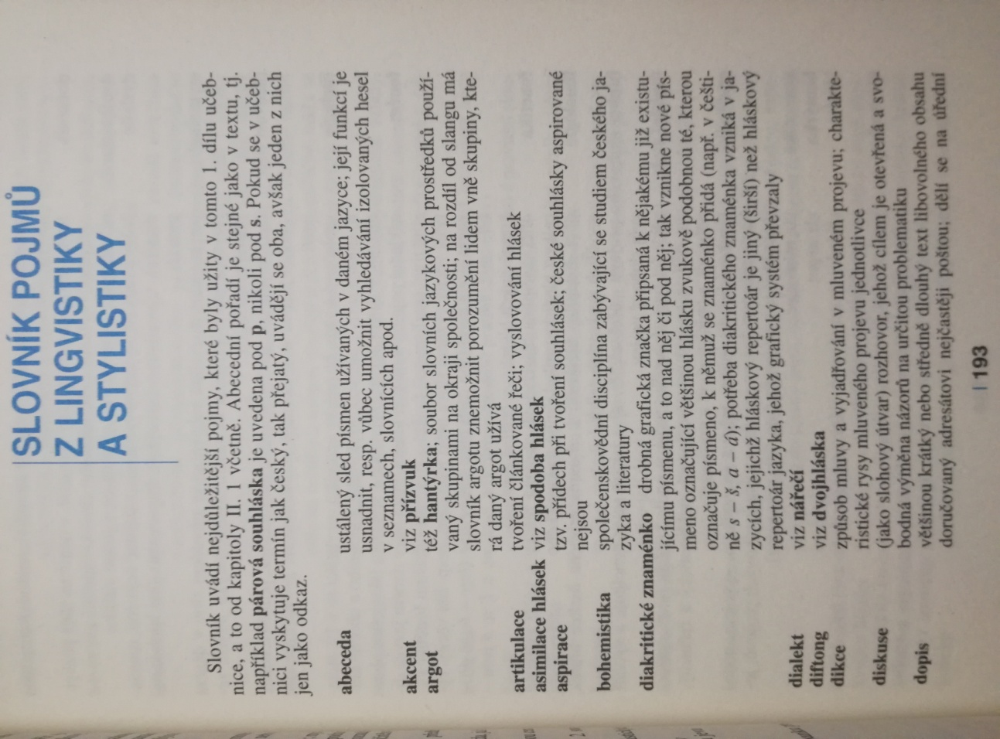 SLOVNÍK POJMŮ
Z LINGVISTIKY
A STYLISTIKY
Slovník uvádí nejdůležitější pojmy, které byly užity v tomto 1. dílu učeb-
nice, a to od kapitoly II. 1 včetně. Abecední pořadí je stejné jako v textu, tj.
například párová souhláska je uvedena pod p, nikoli pod s. Pokud se v učeb-
nici vyskytuje termín jak český, tak přejatý, uvádějí se oba, avšak jeden z nich
jen jako odkaz.
abeceda ustálený sled písmen užívaných v daném jazyce; její funkcí je
usnadnit, resp. vůbec umožnit vyhledávání izolovaných hesel
v seznamech, slovnících apod.
akcent viz přízvuk
argot též hantýrka; soubor slovních jazykových prostředků použí-
vaný skupinami na okraji společnosti; na rozdíl od slangu má
slovník argotu znemožnit porozumění lidem vně skupiny, kte-
rá daný argot užívá
artikulace tvoření článkované řeči; vyslovování hlásek
asimilace hlásek viz spodoba hlásek
aspirace tzv. přídech při tvoření souhlásek; české souhlásky aspirované
nejsou
bohemistika společenskovědní disciplína zabývající se studiem českého ja-
zyka a literatury
diakritické znaménko drobná grafická značka připsaná k nějakému již existu-
jícímu písmenu, a to nad něj či pod něj; tak vznikne nové pís-
meno označující většinou hlásku zvukově podobnou té, kterou
označuje písmeno, k němuž se znaménko přidá (např. v češti-
ně s – š, a – á); potřeba diakritického znaménka vzniká v ja-
zycích, jejichž hláskový repertoár je jiný (širší) než hláskový
repertoár jazyka, jehož grafický systém převzaly
dialekt viz nářečí
diftong viz dvojhláska
dikce způsob mluvy a vyjadřování v mluveném projevu; charakte-
ristické rysy mluveného projevu jednotlivce
diskuse (jako slohový útvar) rozhovor, jehož cílem je otevřená a svo-
bodná výměna názorů na určitou problematiku
dopis většinou krátký nebo středně dlouhý text libovolného obsahu
doručovaný adresátovi nejčastěji poštou; dělí se na úřední
| 193